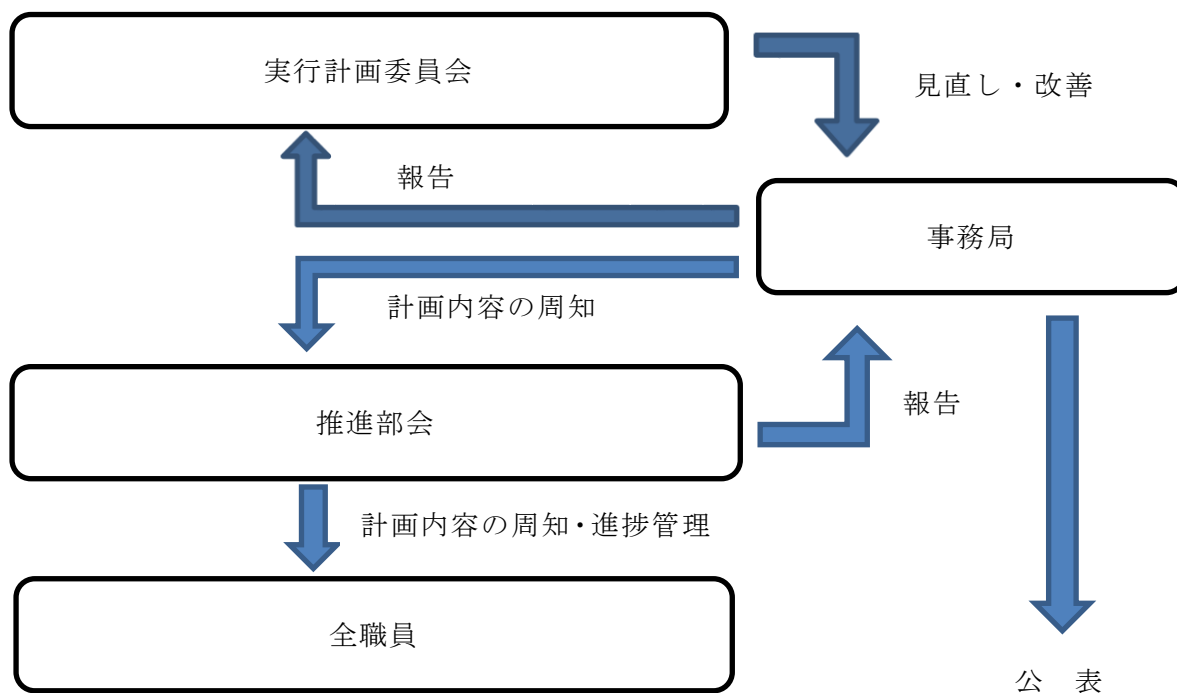 実行計画委員会
見直し・改善
報告
事務局
計画内容の周知
推進部会
報告
計画内容の周知・進捗管理
全職員
公　表